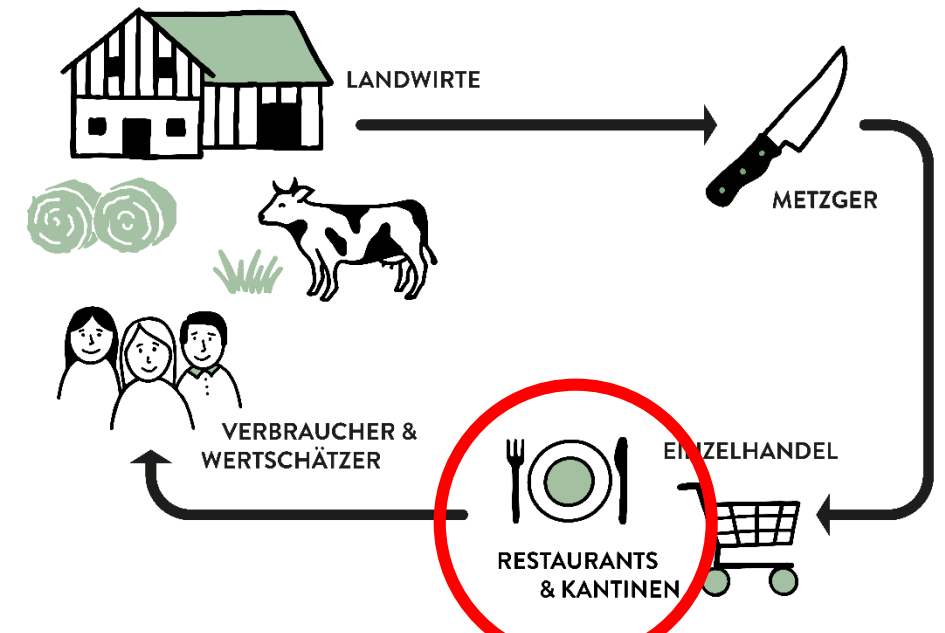 LANDWIRTE
METZGER
VERBRAUCHER &
WERTSCHÄTZER
EINZELHANDEL
RESTAURANTS
& KANTINEN